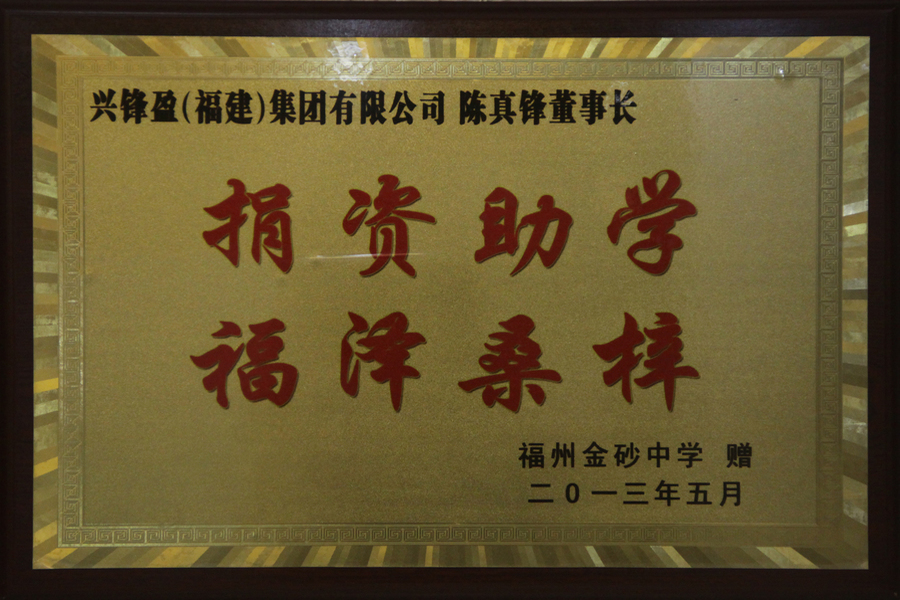 兴锋盈(福建)集团有限公司 陈真锋董事长
捐资助学
福泽桑梓
福州金砂中学 赠
二0一三年五月